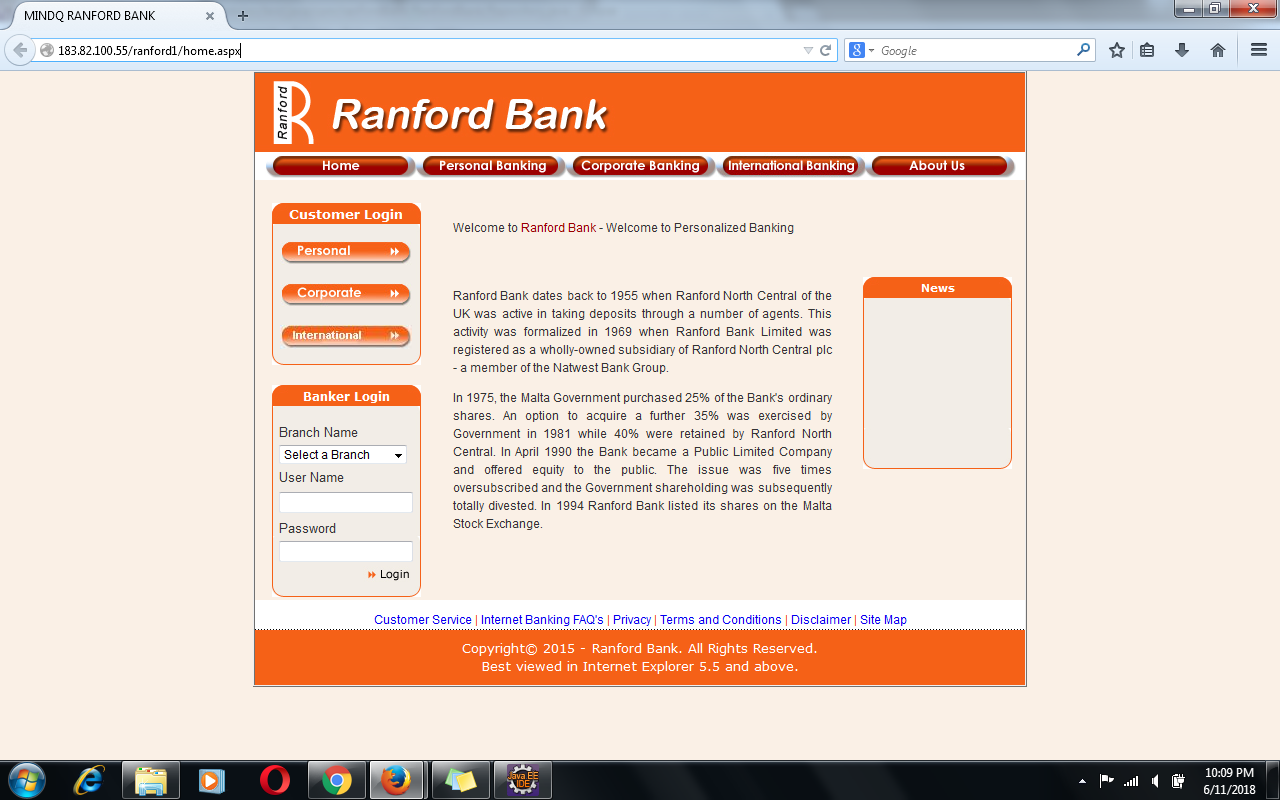 MINDQ RANFORD BANK
183.82.100.55/ranford1/home.aspx
Google
Ranford
Ranford Bank
Home
Personal Banking
Corporate Banking
International Banking
About Us
Customer Login
Personal
Corporate
International
Banker Login
Branch Name
Select a Branch
User Name
Password
Login
Welcome to Ranford Bank - Welcome to Personalized Banking
Ranford Bank dates back to 1955 when Ranford North Central of the
UK was active in taking deposits through a number of agents. This
activity was formalized in 1969 when Ranford Bank Limited was
registered as a wholly-owned subsidiary of Ranford North Central plc
- a member of the Natwest Bank Group.
In 1975, the Malta Government purchased 25% of the Bank's ordinary
shares. An option to acquire a further 35% was exercised by
Government in 1981 while 40% were retained by Ranford North
Central. In April 1990 the Bank became a Public Limited Company
and offered equity to the public. The issue was five times
oversubscribed and the Government shareholding was subsequently
totally divested. In 1994 Ranford Bank listed its shares on the Malta
Stock Exchange.
News
Customer Service | Internet Banking FAQ's | Privacy | Terms and Conditions | Disclaimer | Site Map
Copyright© 2015 - Ranford Bank. All Rights Reserved.
Best viewed in Internet Explorer 5.5 and above.
Java EE
IDE
10:09 PM
6/11/2018